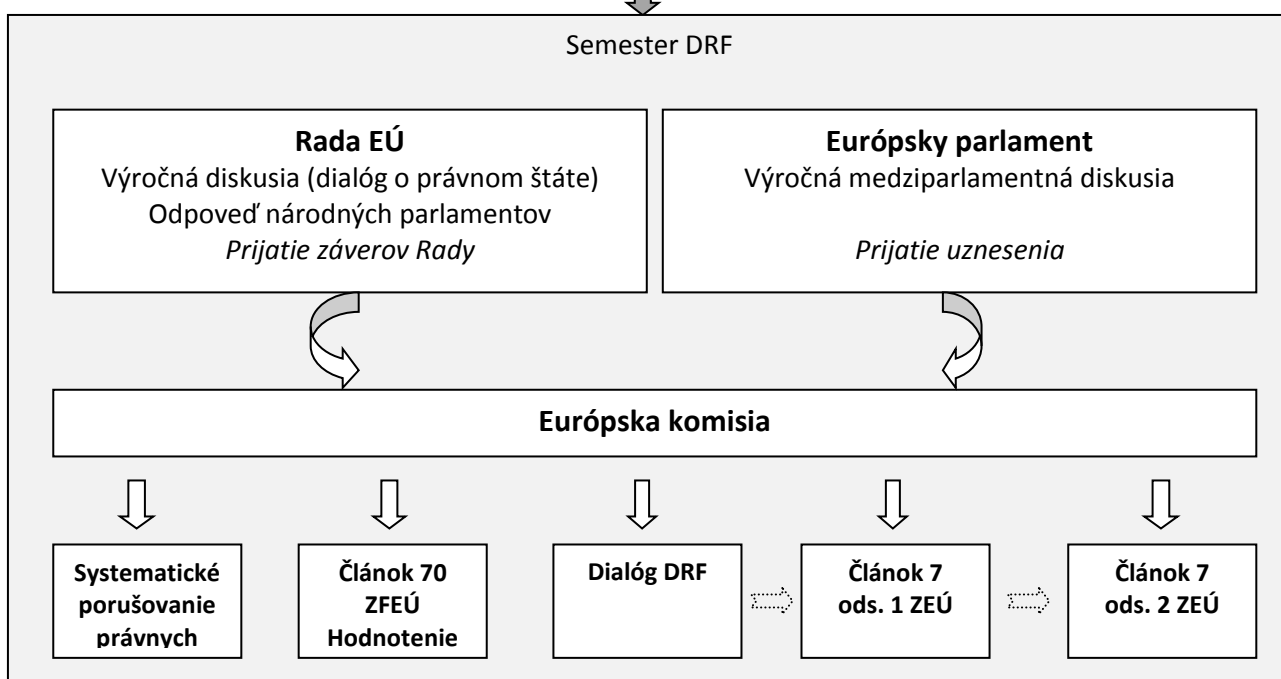 Semester DRF
Rada EÚ
Výročná diskusia (dialóg o právnom štáte)
Odpoveď národných parlamentov
Prijatie záverov Rady
Európsky parlament
Výročná medziparlamentná diskusia
Prijatie uznesenia
Európska komisia
Systematické
porušovanie
právnych
Článok 70
ZFEÚ
Hodnotenie
Dialóg DRF
Článok 7
ods. 1 ZEÚ
Článok 7
ods. 2 ZEÚ